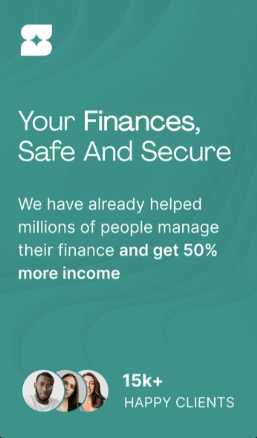 Your Finances,
Safe And Secure
We have already helped
millions of people manage
their finance and get 50%
more income
15k+
HAPPY CLIENTS